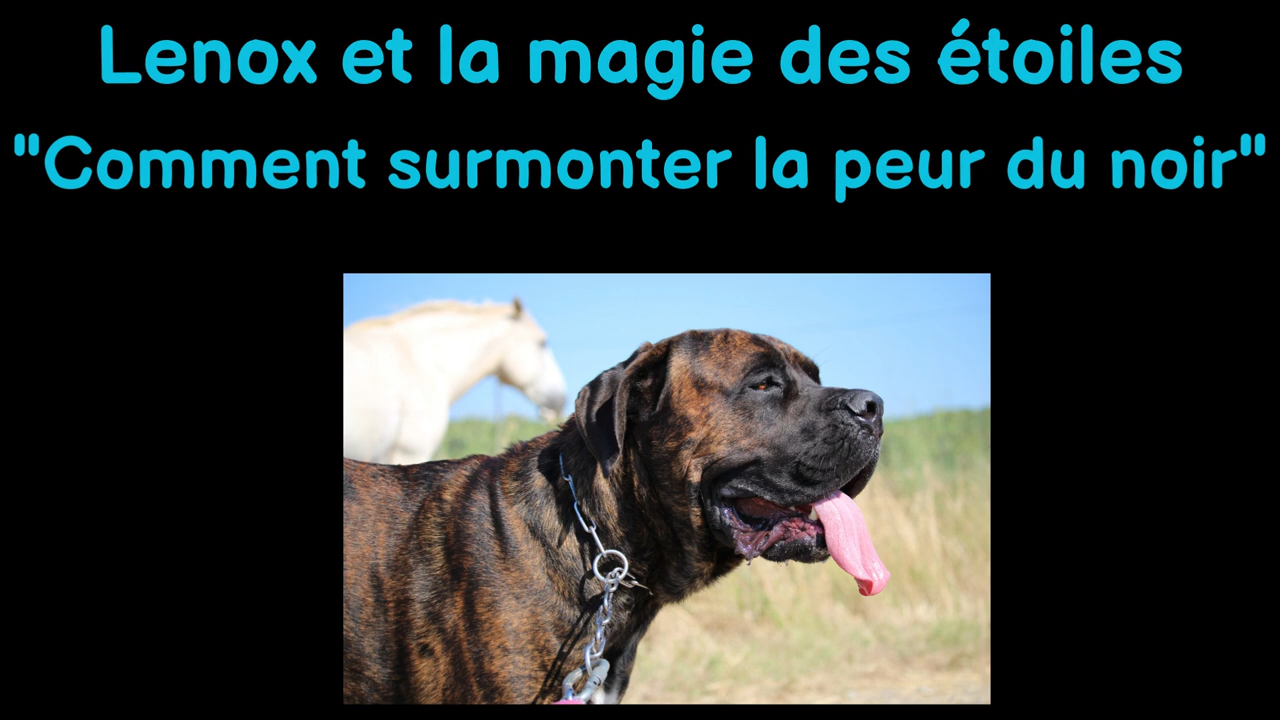 Lenox et la magie des étoiles
"Comment surmonter la peur du noir"